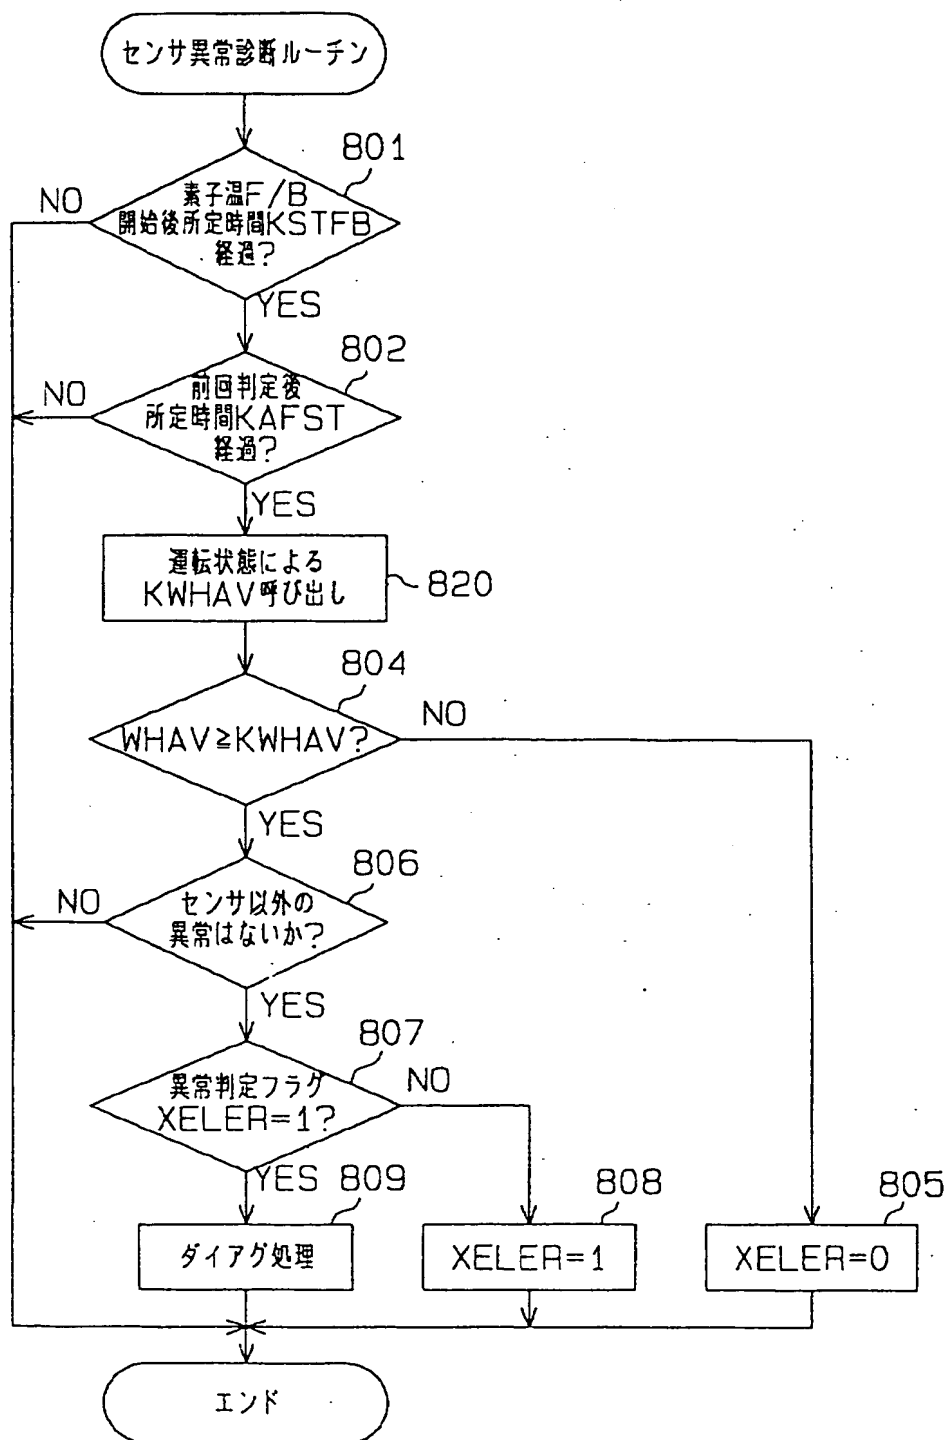 センサ異常診断ルーチン
801
NO
素子温F/B
開始後所定時間KSTFB
経過?
YES
802
NO
前回判定後
所定時間KAFST
経過?
YES
運転状態による
KWHAV呼び出し
820
804
NO
WHAV≧KWHAV?
YES
806
NO
センサ以外の
異常はないか?
YES
807
NO
異常判定フラグ
XELER=1?
YES
809
808
805
ダイアグ処理
XELER=1
XELER=0
エンド